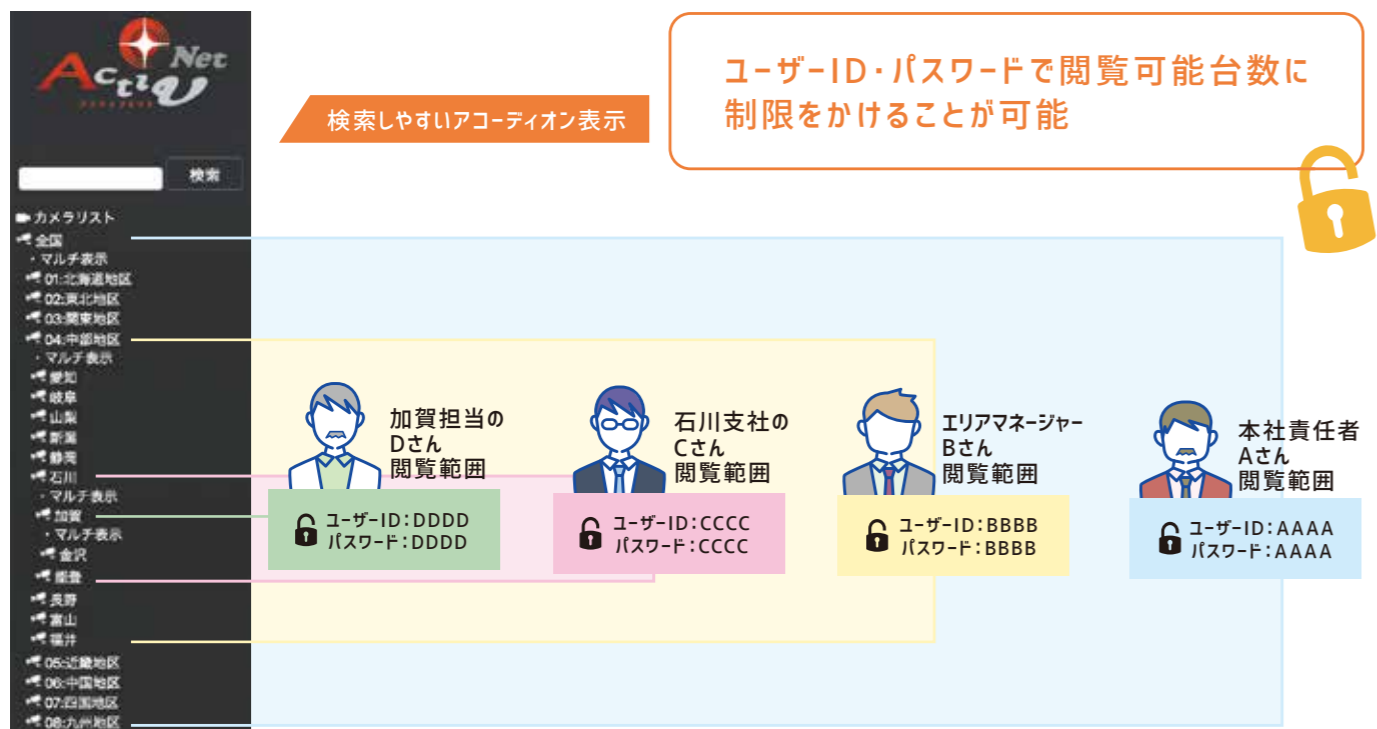 ActiV Net
検索
カメラリスト
全国
・マルチ表示
01:北海道地区
02:東北地区
03:関東地区
04:中部地区
・マルチ表示
愛知
岐阜
山梨
新潟
静岡
石川
・マルチ表示
加賀
・マルチ表示
金沢
能登
長野
富山
福井
05:近畿地区
06:中国地区
07:四国地区
08:九州地区
検索しやすいアコーディオン表示
ユーザーID・パスワードで閲覧可能台数に
制限をかけることが可能
加賀担当の
Dさん
閲覧範囲
ユーザーID:DDDD
パスワード:DDDD
石川支社の
Cさん
閲覧範囲
ユーザーID:CCCC
パスワード:CCCC
エリアマネージャー
Bさん
閲覧範囲
ユーザーID:BBBB
パスワード:BBBB
本社責任者
Aさん
閲覧範囲
ユーザーID:AAAA
パスワード:AAAA